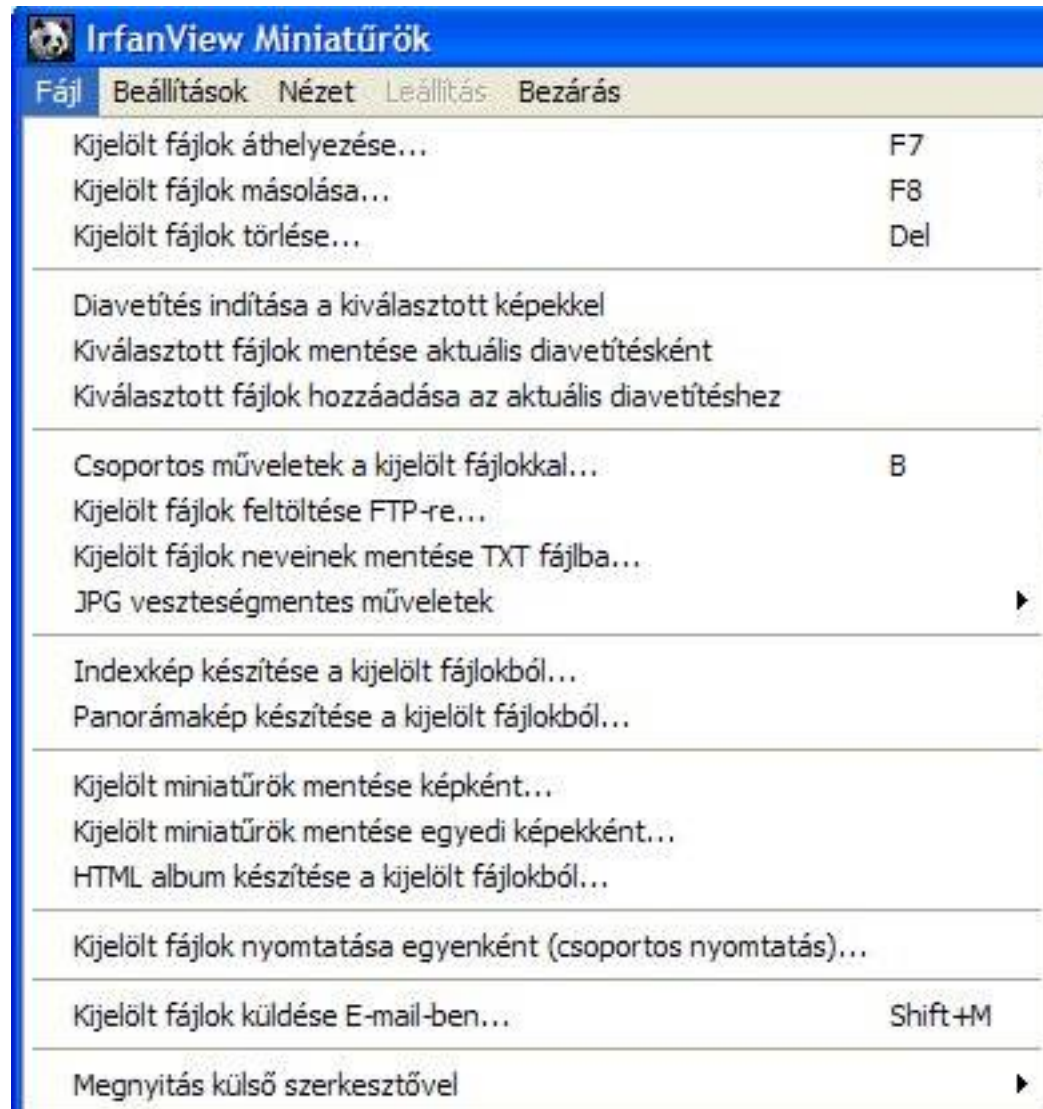 IrfanView Miniatűrök
Fájl Beállítások Nézet Leállítás Bezárás
Kijelölt fájlok áthelyezése... F7
Kijelölt fájlok másolása... F8
Kijelölt fájlok törlése... Del
Diavetítés indítása a kiválasztott képekkel
Kiválasztott fájlok mentése aktuális diavetítésként
Kiválasztott fájlok hozzáadása az aktuális diavetítéshez
Csoportos műveletek a kijelölt fájlokkal... B
Kijelölt fájlok feltöltése FTP-re...
Kijelölt fájlok neveinek mentése TXT fájlba...
JPG veszteségmentes műveletek
Indexkép készítése a kijelölt fájlokból...
Panorámakép készítése a kijelölt fájlokból...
Kijelölt miniatűrök mentése képként...
Kijelölt miniatűrök mentése egyedi képekként...
HTML album készítése a kijelölt fájlokból...
Kijelölt fájlok nyomtatása egyenként (csoportos nyomtatás)...
Kijelölt fájlok küldése E-mail-ben... Shift+M
Megnyitás külső szerkesztővel